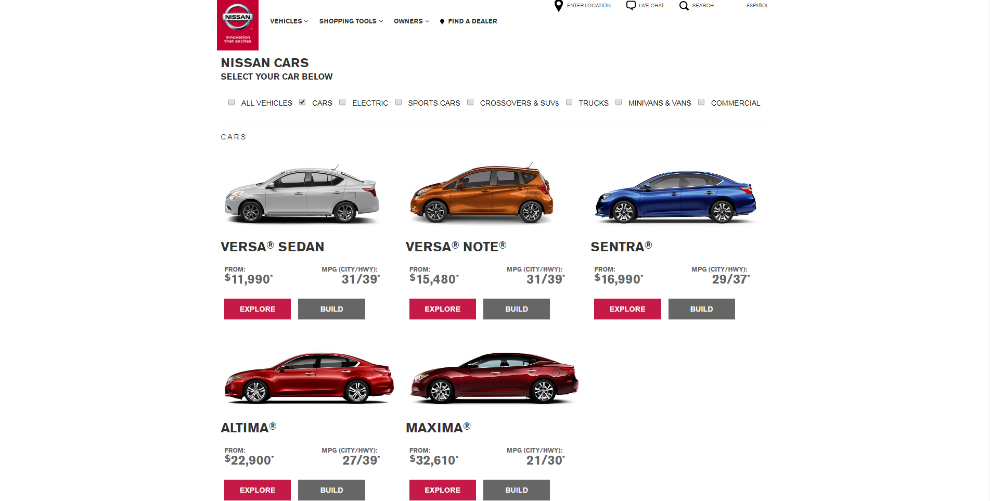 NISSAN
Innovation
that excites
VEHICLES
SHOPPING TOOLS
OWNERS
FIND A DEALER
ENTER LOCATION
LIVE CHAT
SEARCH
ESPAÑOL
NISSAN CARS
SELECT YOUR CAR BELOW
ALL VEHICLES
CARS
ELECTRIC
SPORTS CARS
CROSSOVERS & SUVs
TRUCKS
MINIVANS & VANS
COMMERCIAL
CARS
VERSA® SEDAN
FROM:
$11,990*
MPG (CITY/HWY):
31/39*
EXPLORE
BUILD
VERSA® NOTE®
FROM:
$15,480*
MPG (CITY/HWY):
31/39*
EXPLORE
BUILD
SENTRA®
FROM:
$16,990*
MPG (CITY/HWY):
29/37*
EXPLORE
BUILD
ALTIMA®
FROM:
$22,900*
MPG (CITY/HWY):
27/39*
EXPLORE
BUILD
MAXIMA®
FROM:
$32,610*
MPG (CITY/HWY):
21/30*
EXPLORE
BUILD